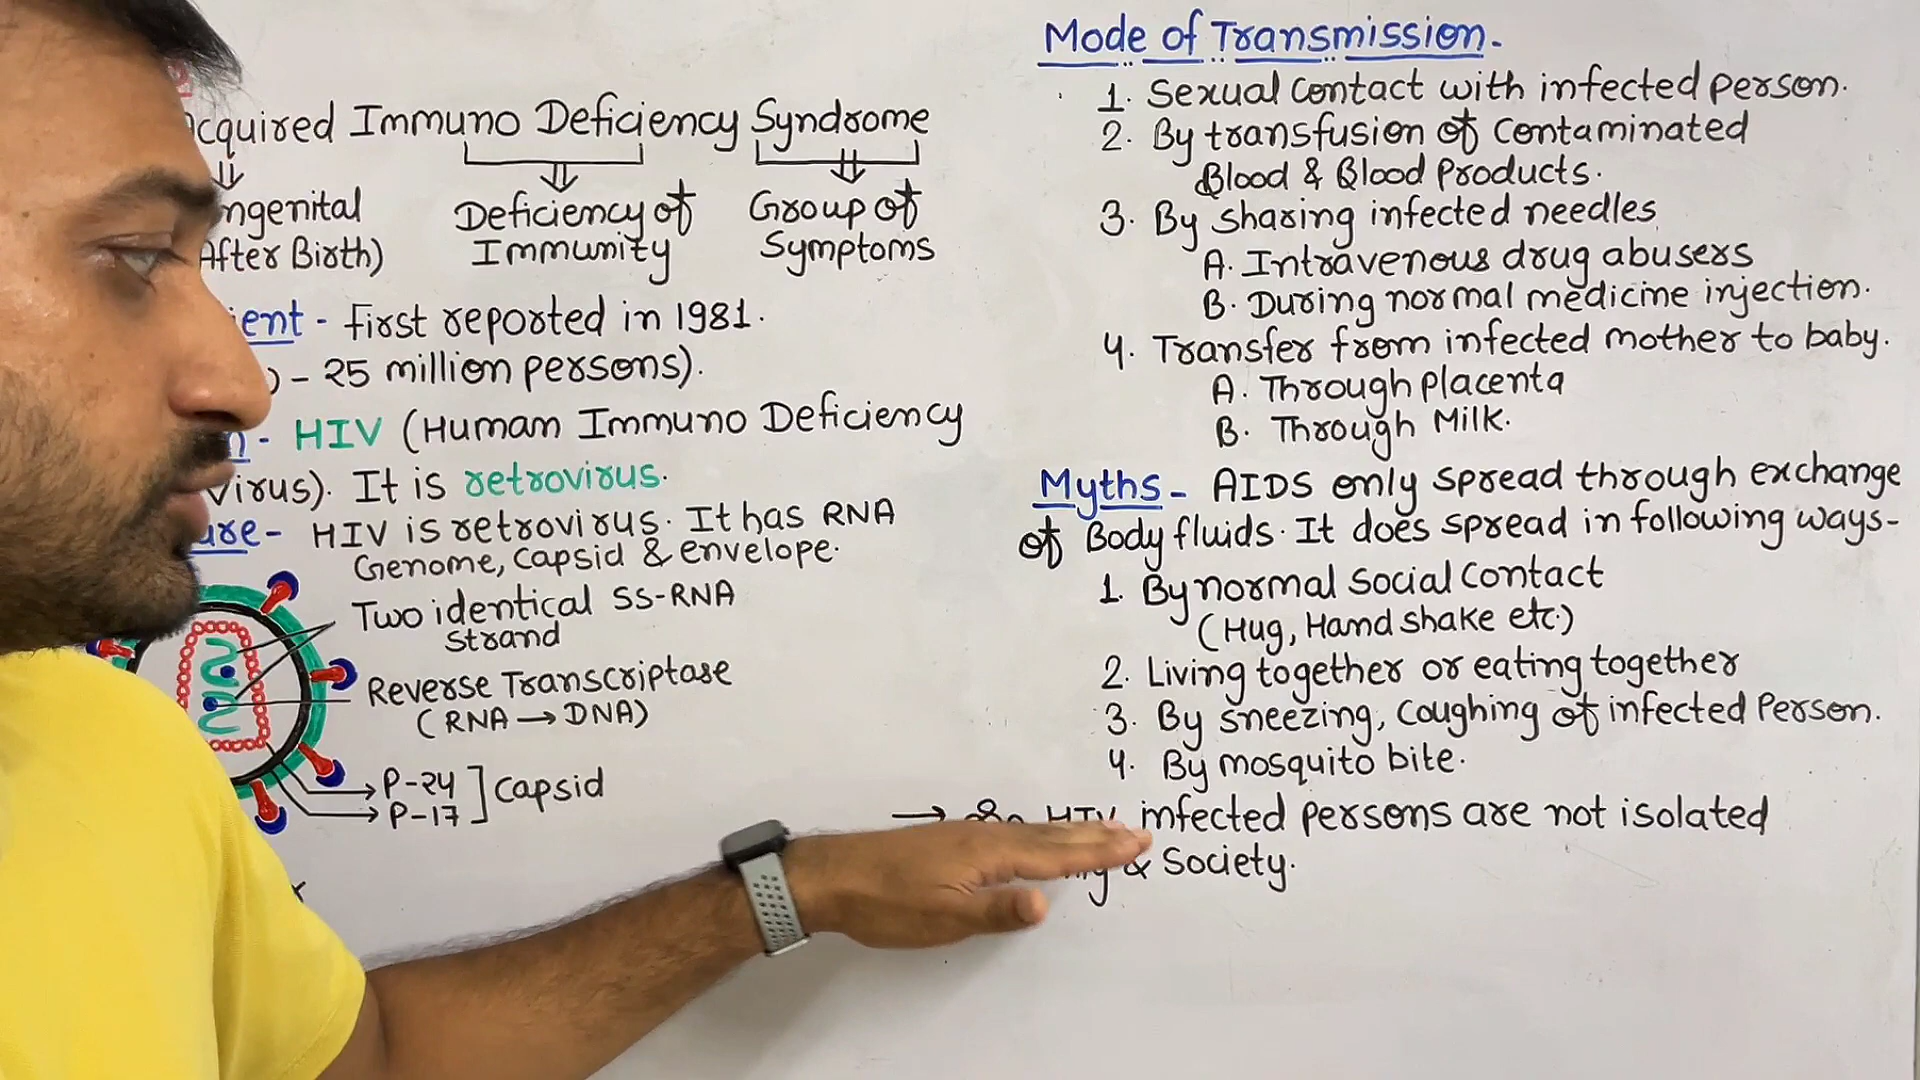 cquired Immuno Deficiency Syndrome
ngenital
After Birth)
Deficiency of
Immunity
Group of
Symptoms
ient - first reported in 1981.
) - 25 million persons).
n - HIV (Human Immuno Deficiency
virus). It is retrovirus.
ure - HIV is retrovirus. It has RNA
Genome, Capsid & envelope.
Two identical SS-RNA
Strand
Reverse Transcriptase
(RNA → DNA)
P-24
P-17
] Capsid
Mode of Transmission -
1. Sexual Contact with infected person.
2. By transfusion of Contaminated
Blood & Blood Products.
3. By sharing infected needles
A. Intravenous drug abusers
B. During normal medicine injection.
4. Transfer from infected mother to baby.
A. Through placenta
B. Through Milk.
Myths - AIDS only spread through exchange
of Body fluids. It does spread in following ways-
1. By normal Social Contact
(Hug, Hand shake etc.)
2. Living together or eating together
3. By sneezing, Coughing of infected Person.
4. By mosquito bite.
→ So HIV infected persons are not isolated
& Society.